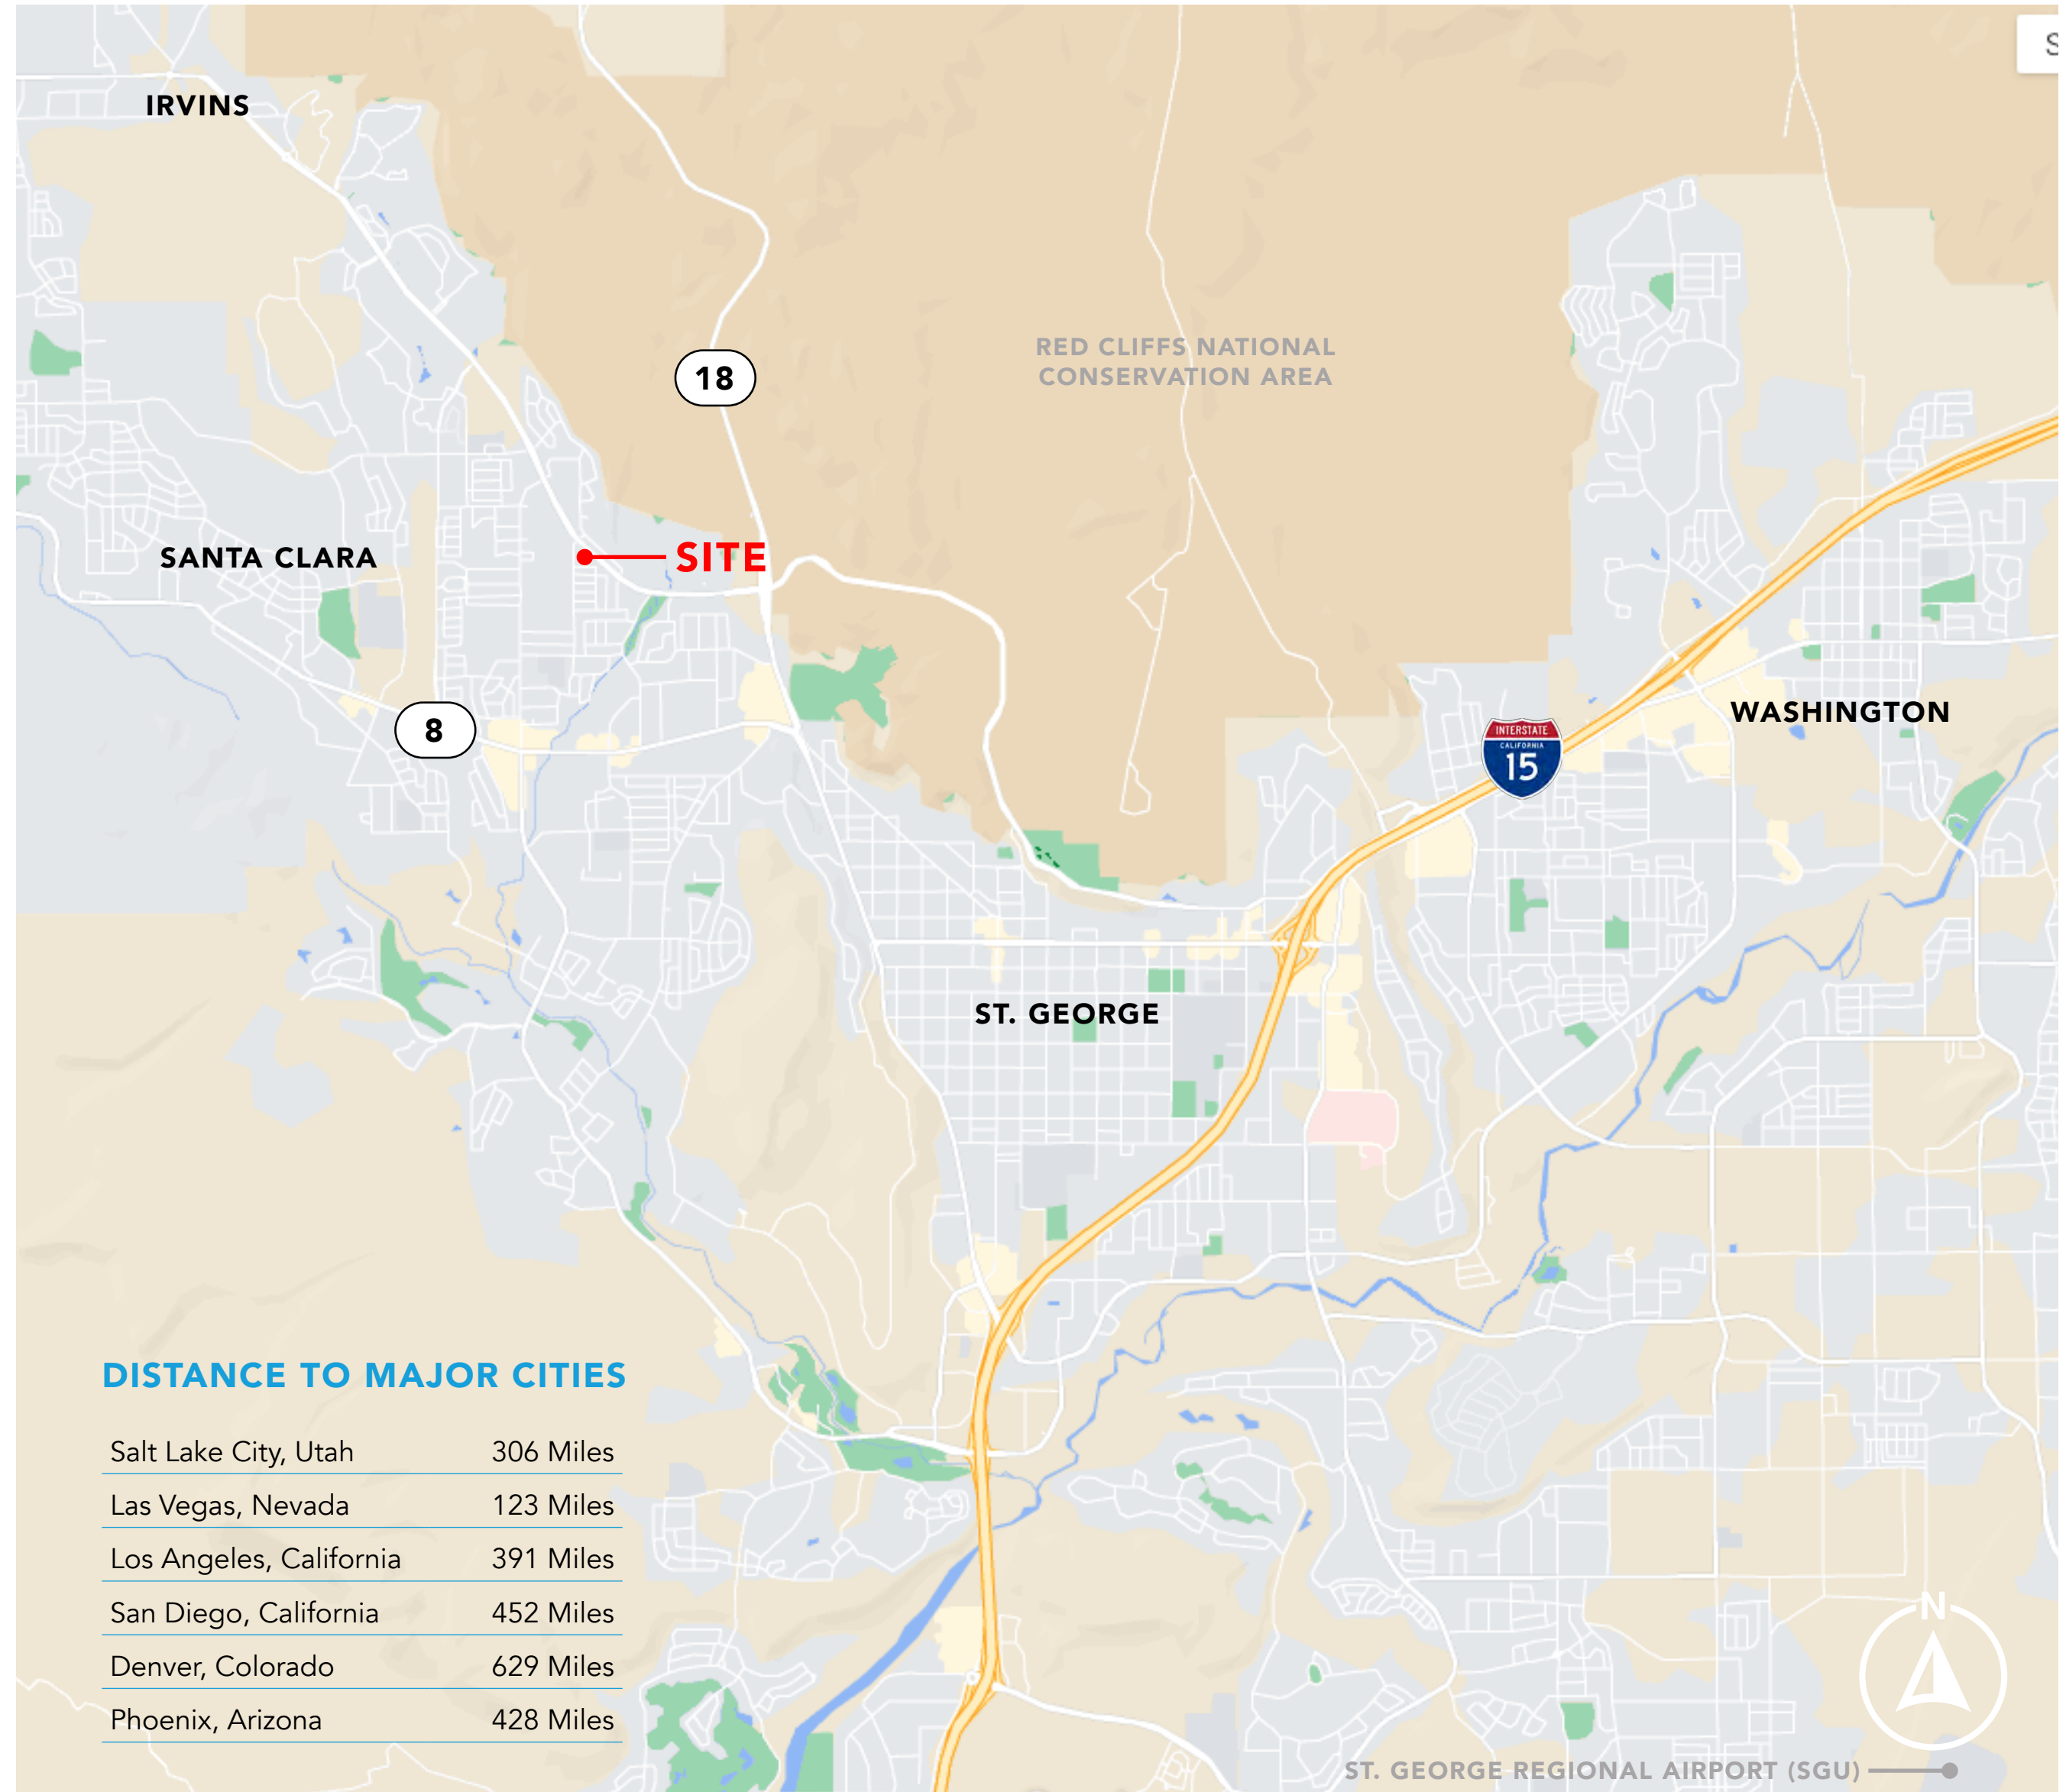 S
IRVINS
18
RED CLIFFS NATIONAL
CONSERVATION AREA
SANTA CLARA
SITE
8
INTERSTATE
CALIFORNIA
15
WASHINGTON
ST. GEORGE
DISTANCE TO MAJOR CITIES
Salt Lake City, Utah 306 Miles
Las Vegas, Nevada 123 Miles
Los Angeles, California 391 Miles
San Diego, California 452 Miles
Denver, Colorado 629 Miles
Phoenix, Arizona 428 Miles
N
ST. GEORGE REGIONAL AIRPORT (SGU)